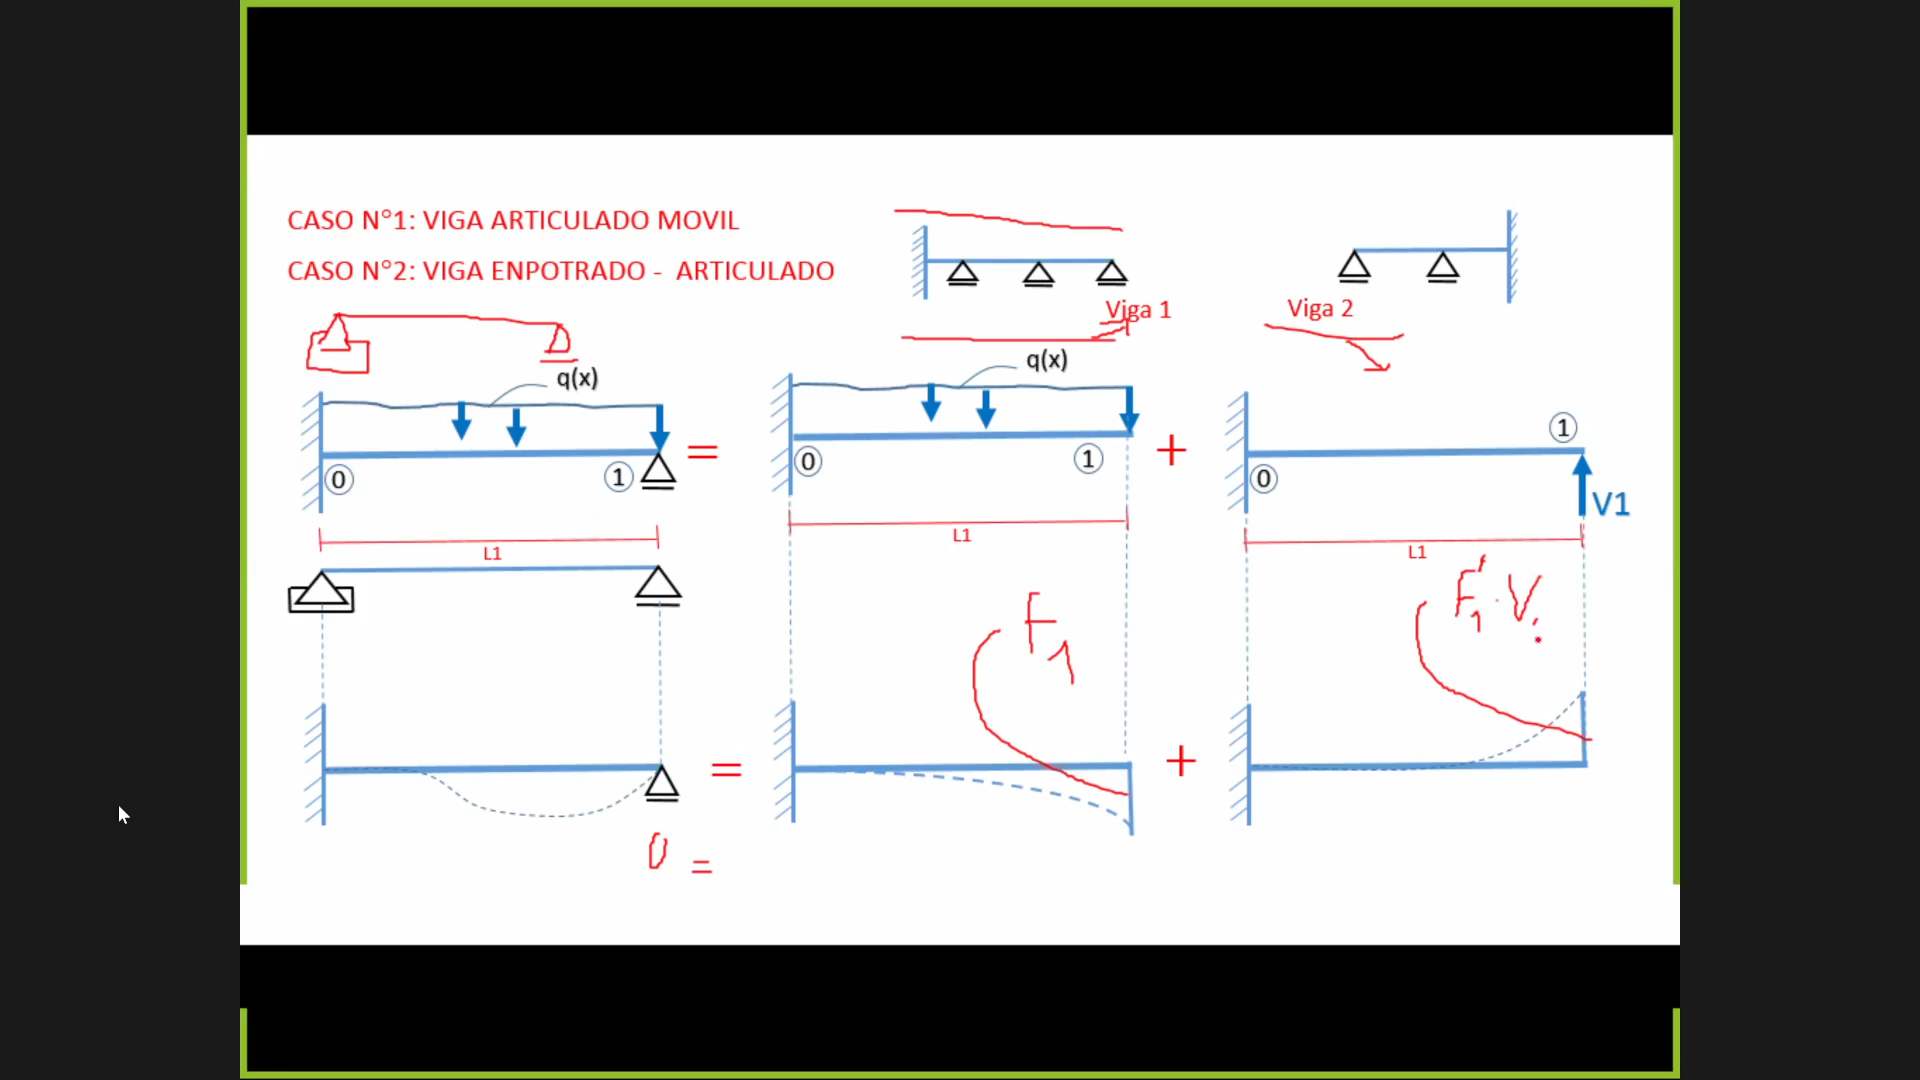 CASO N°1: VIGA ARTICULADO MOVIL
CASO N°2: VIGA ENPOTRADO - ARTICULADO
Viga 1
Viga 2
q(x)
q(x)
0
1
=
0
1
+
0
1
V1
L1
L1
L1
F1
F1' · V1
=
+
0 =